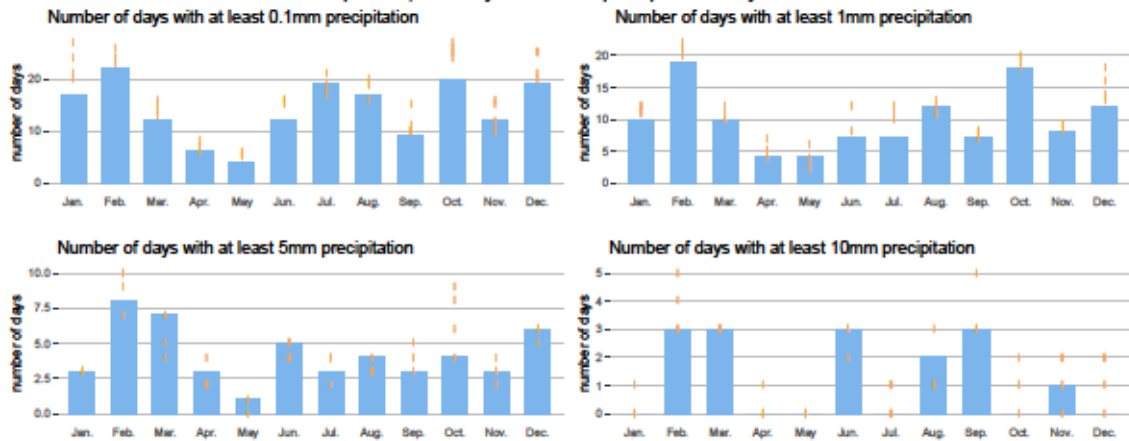 Number of days with at least 0.1mm precipitation
number of days
20
10
0
Jan. Feb. Mar. Apr. May Jun. Jul. Aug. Sep. Oct. Nov. Dec.
Number of days with at least 1mm precipitation
number of days
20
15
10
5
0
Jan. Feb. Mar. Apr. May Jun. Jul. Aug. Sep. Oct. Nov. Dec.
Number of days with at least 5mm precipitation
number of days
10.0
7.5
5.0
2.5
0.0
Jan. Feb. Mar. Apr. May Jun. Jul. Aug. Sep. Oct. Nov. Dec.
Number of days with at least 10mm precipitation
number of days
5
4
3
2
1
0
Jan. Feb. Mar. Apr. May Jun. Jul. Aug. Sep. Oct. Nov. Dec.